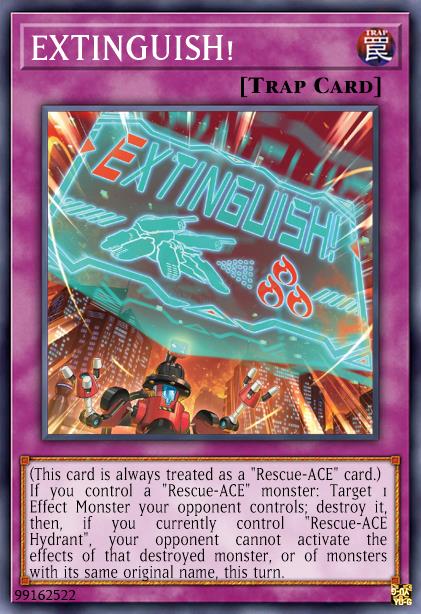 EXTINGUISH!
TRAP
罠
[TRAP CARD]
EXTINGUISH!
(This card is always treated as a "Rescue-ACE" card.)
If you control a "Rescue-ACE" monster: Target 1
Effect Monster your opponent controls; destroy it,
then, if you currently control "Rescue-ACE
Hydrant", your opponent cannot activate the
effects of that destroyed monster, or of monsters
with its same original name, this turn.
99162522